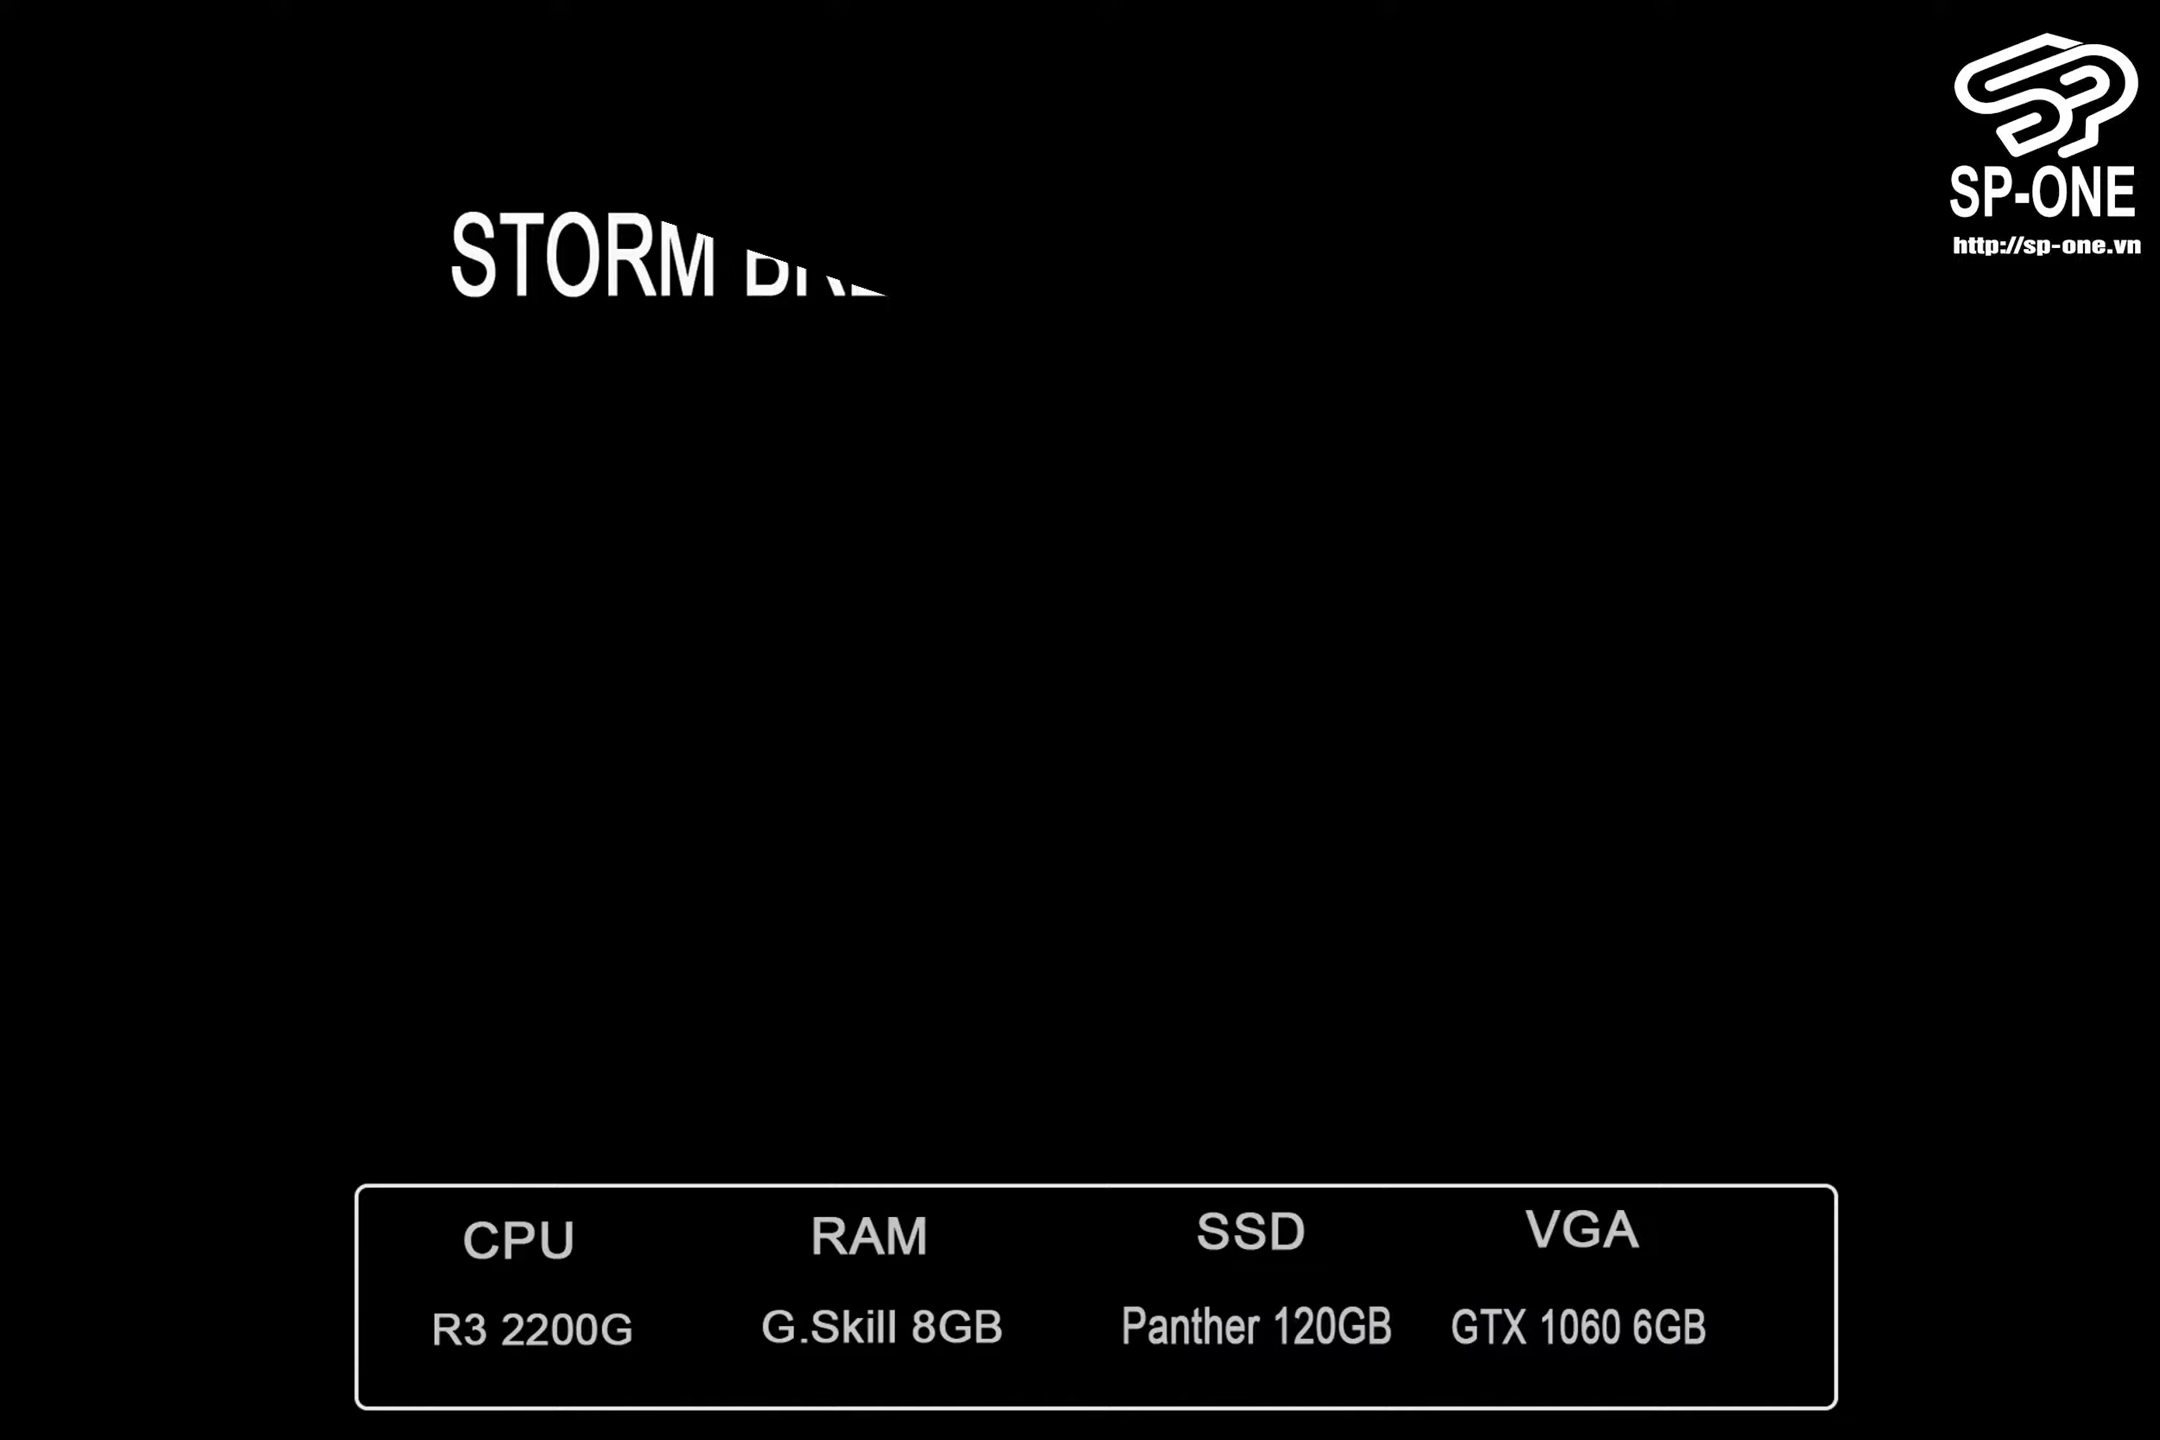 SP-ONE
http://sp-one.vn
STORM
CPU RAM SSD VGA
R3 2200G G.Skill 8GB Panther 120GB GTX 1060 6GB